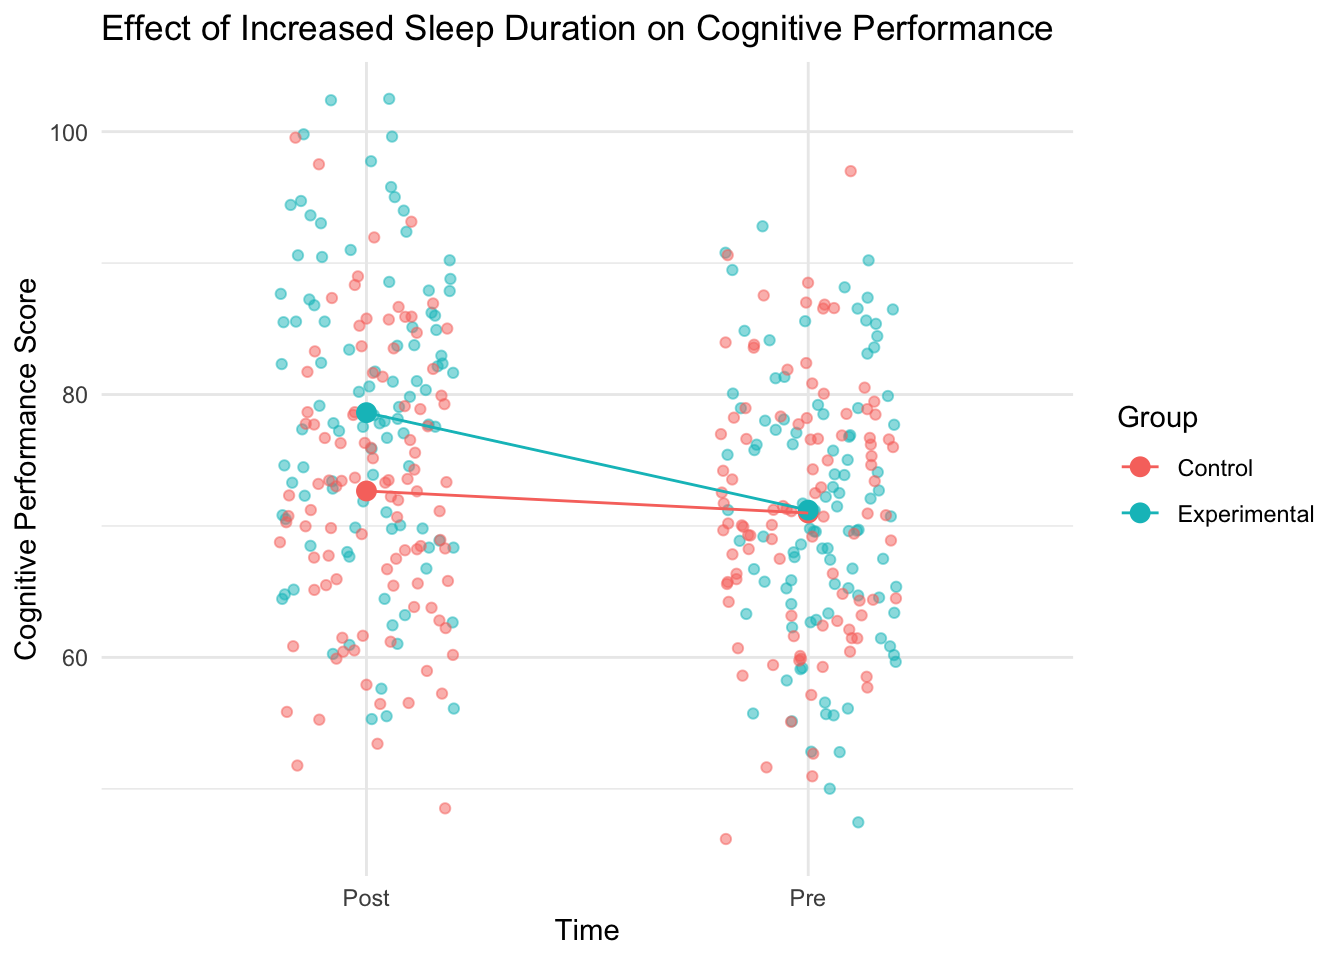 Effect of Increased Sleep Duration on Cognitive Performance
Cognitive Performance Score
100
80
60
Post
Pre
Time
Group
Control
Experimental